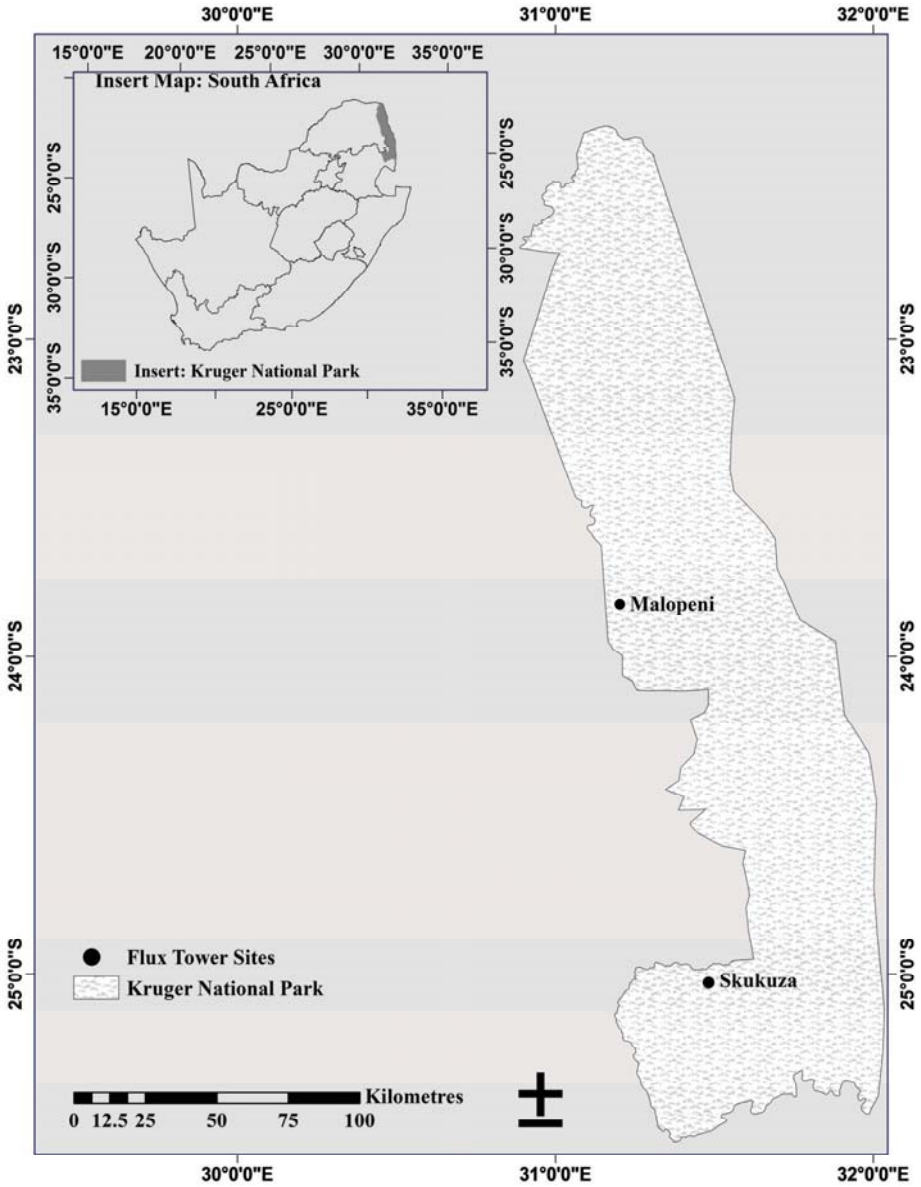 30°0'0"E 31°0'0"E 32°0'0"E
15°0'0"E 20°0'0"E 25°0'0"E 30°0'0"E 35°0'0"E
Insert Map: South Africa
25°0'0"S
30°0'0"S
35°0'0"S
25°0'0"S
30°0'0"S
35°0'0"S
Insert: Kruger National Park
15°0'0"E 25°0'0"E 35°0'0"E
23°0'0"S
23°0'0"S
Malopeni
24°0'0"S
24°0'0"S
Flux Tower Sites
Kruger National Park
Skukuza
25°0'0"S
25°0'0"S
Kilometres
0 12.5 25 50 75 100
30°0'0"E 31°0'0"E 32°0'0"E